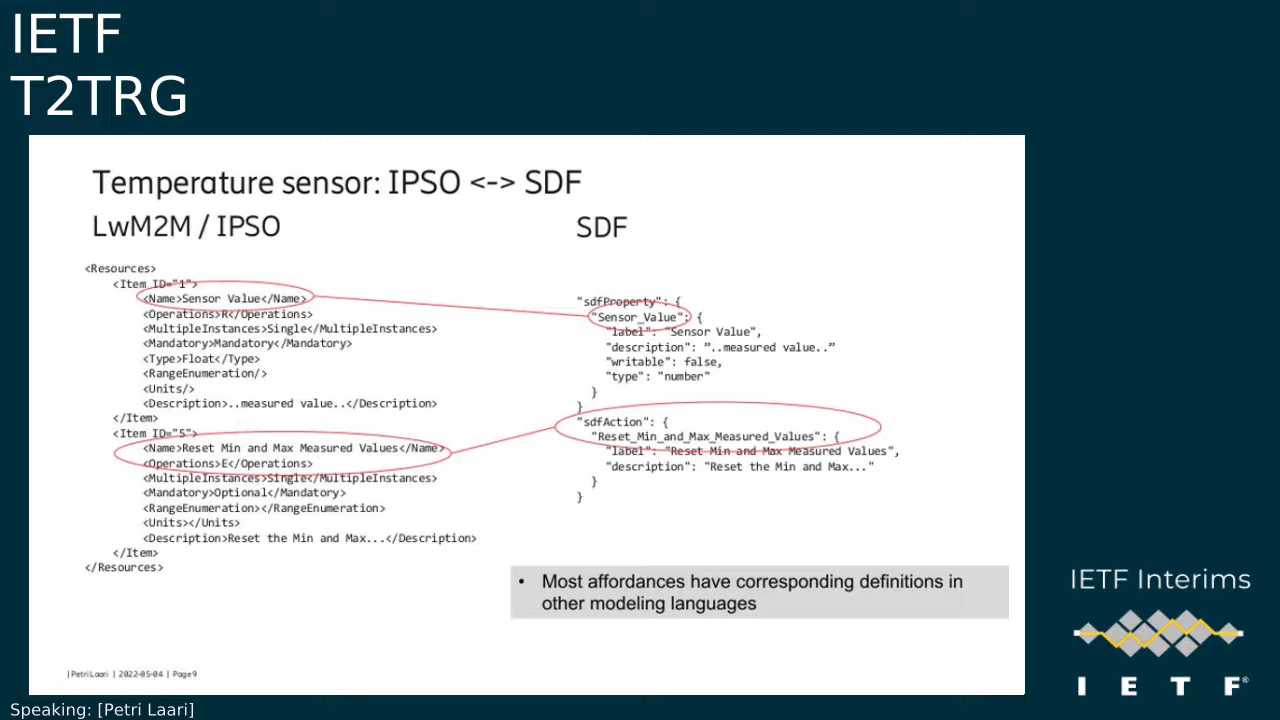 IETF
T2TRG
Temperature sensor: IPSO <-> SDF
LwM2M / IPSO
<Resources>
<Item ID="1">
<Name>Sensor Value</Name>
<Operations>R</Operations>
<MultipleInstances>Single</MultipleInstances>
<Mandatory>Mandatory</Mandatory>
<Type>Float</Type>
<RangeEnumeration/>
<Units/>
<Description>..measured value..</Description>
</Item>
<Item ID="5">
<Name>Reset Min and Max Measured Values</Name>
<Operations>E</Operations>
<MultipleInstances>Single</MultipleInstances>
<Mandatory>Optional</Mandatory>
<RangeEnumeration></RangeEnumeration>
<Units></Units>
<Description>Reset the Min and Max...</Description>
</Item>
</Resources>
SDF
"sdfProperty": {
"Sensor_Value": {
"label": "Sensor Value",
"description": ”..measured value..”
"writable": false,
"type": "number"
}
}
"sdfAction": {
"Reset_Min_and_Max_Measured_Values": {
"label": "Reset Min and Max Measured Values",
"description": "Reset the Min and Max..."
}
}
• Most affordances have corresponding definitions in
other modeling languages
| Petri Laari | 2022-05-04 | Page 9
IETF Interims
I E T F®
Speaking: [Petri Laari]